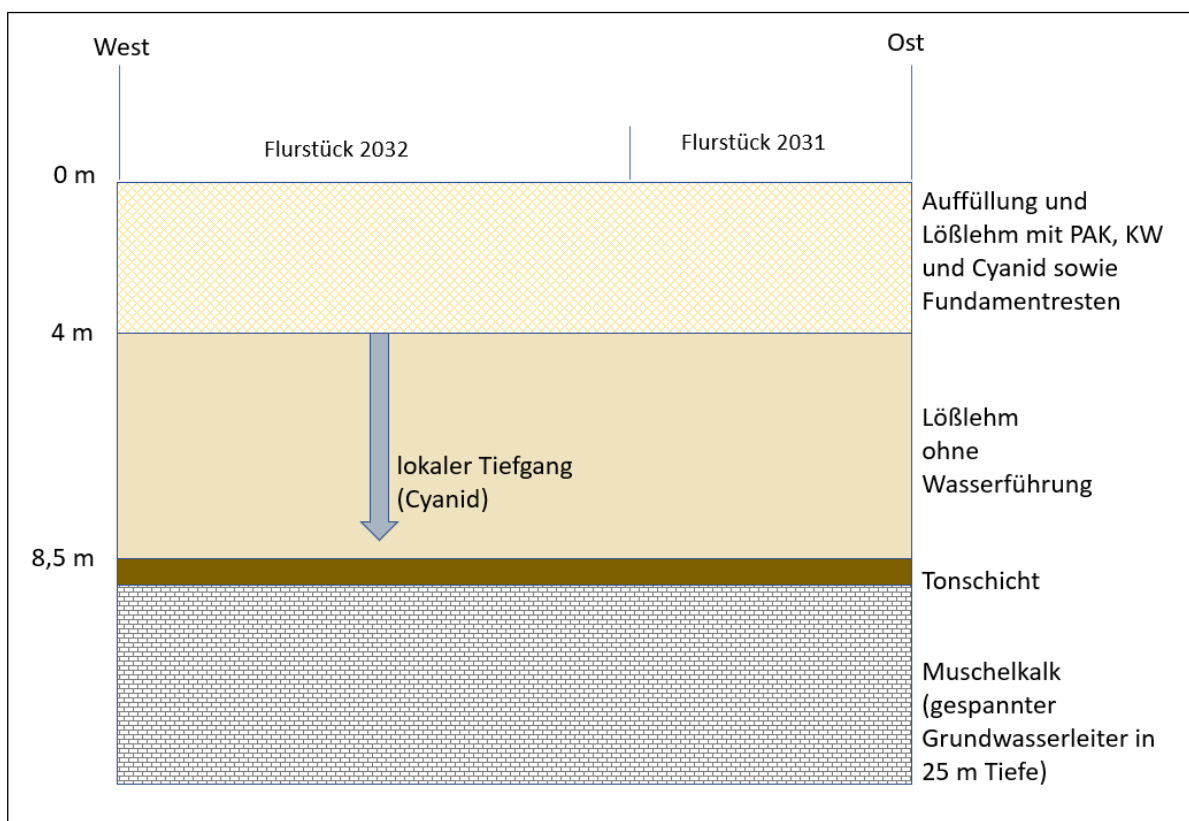 West
Ost
Flurstück 2032
Flurstück 2031
0 m
Auffüllung und
Lößlehm mit PAK, KW
und Cyanid sowie
Fundamentresten
4 m
lokaler Tiefgang
(Cyanid)
Lößlehm
ohne
Wasserführung
8,5 m
Tonschicht
Muschelkalk
(gespannter
Grundwasserleiter in
25 m Tiefe)